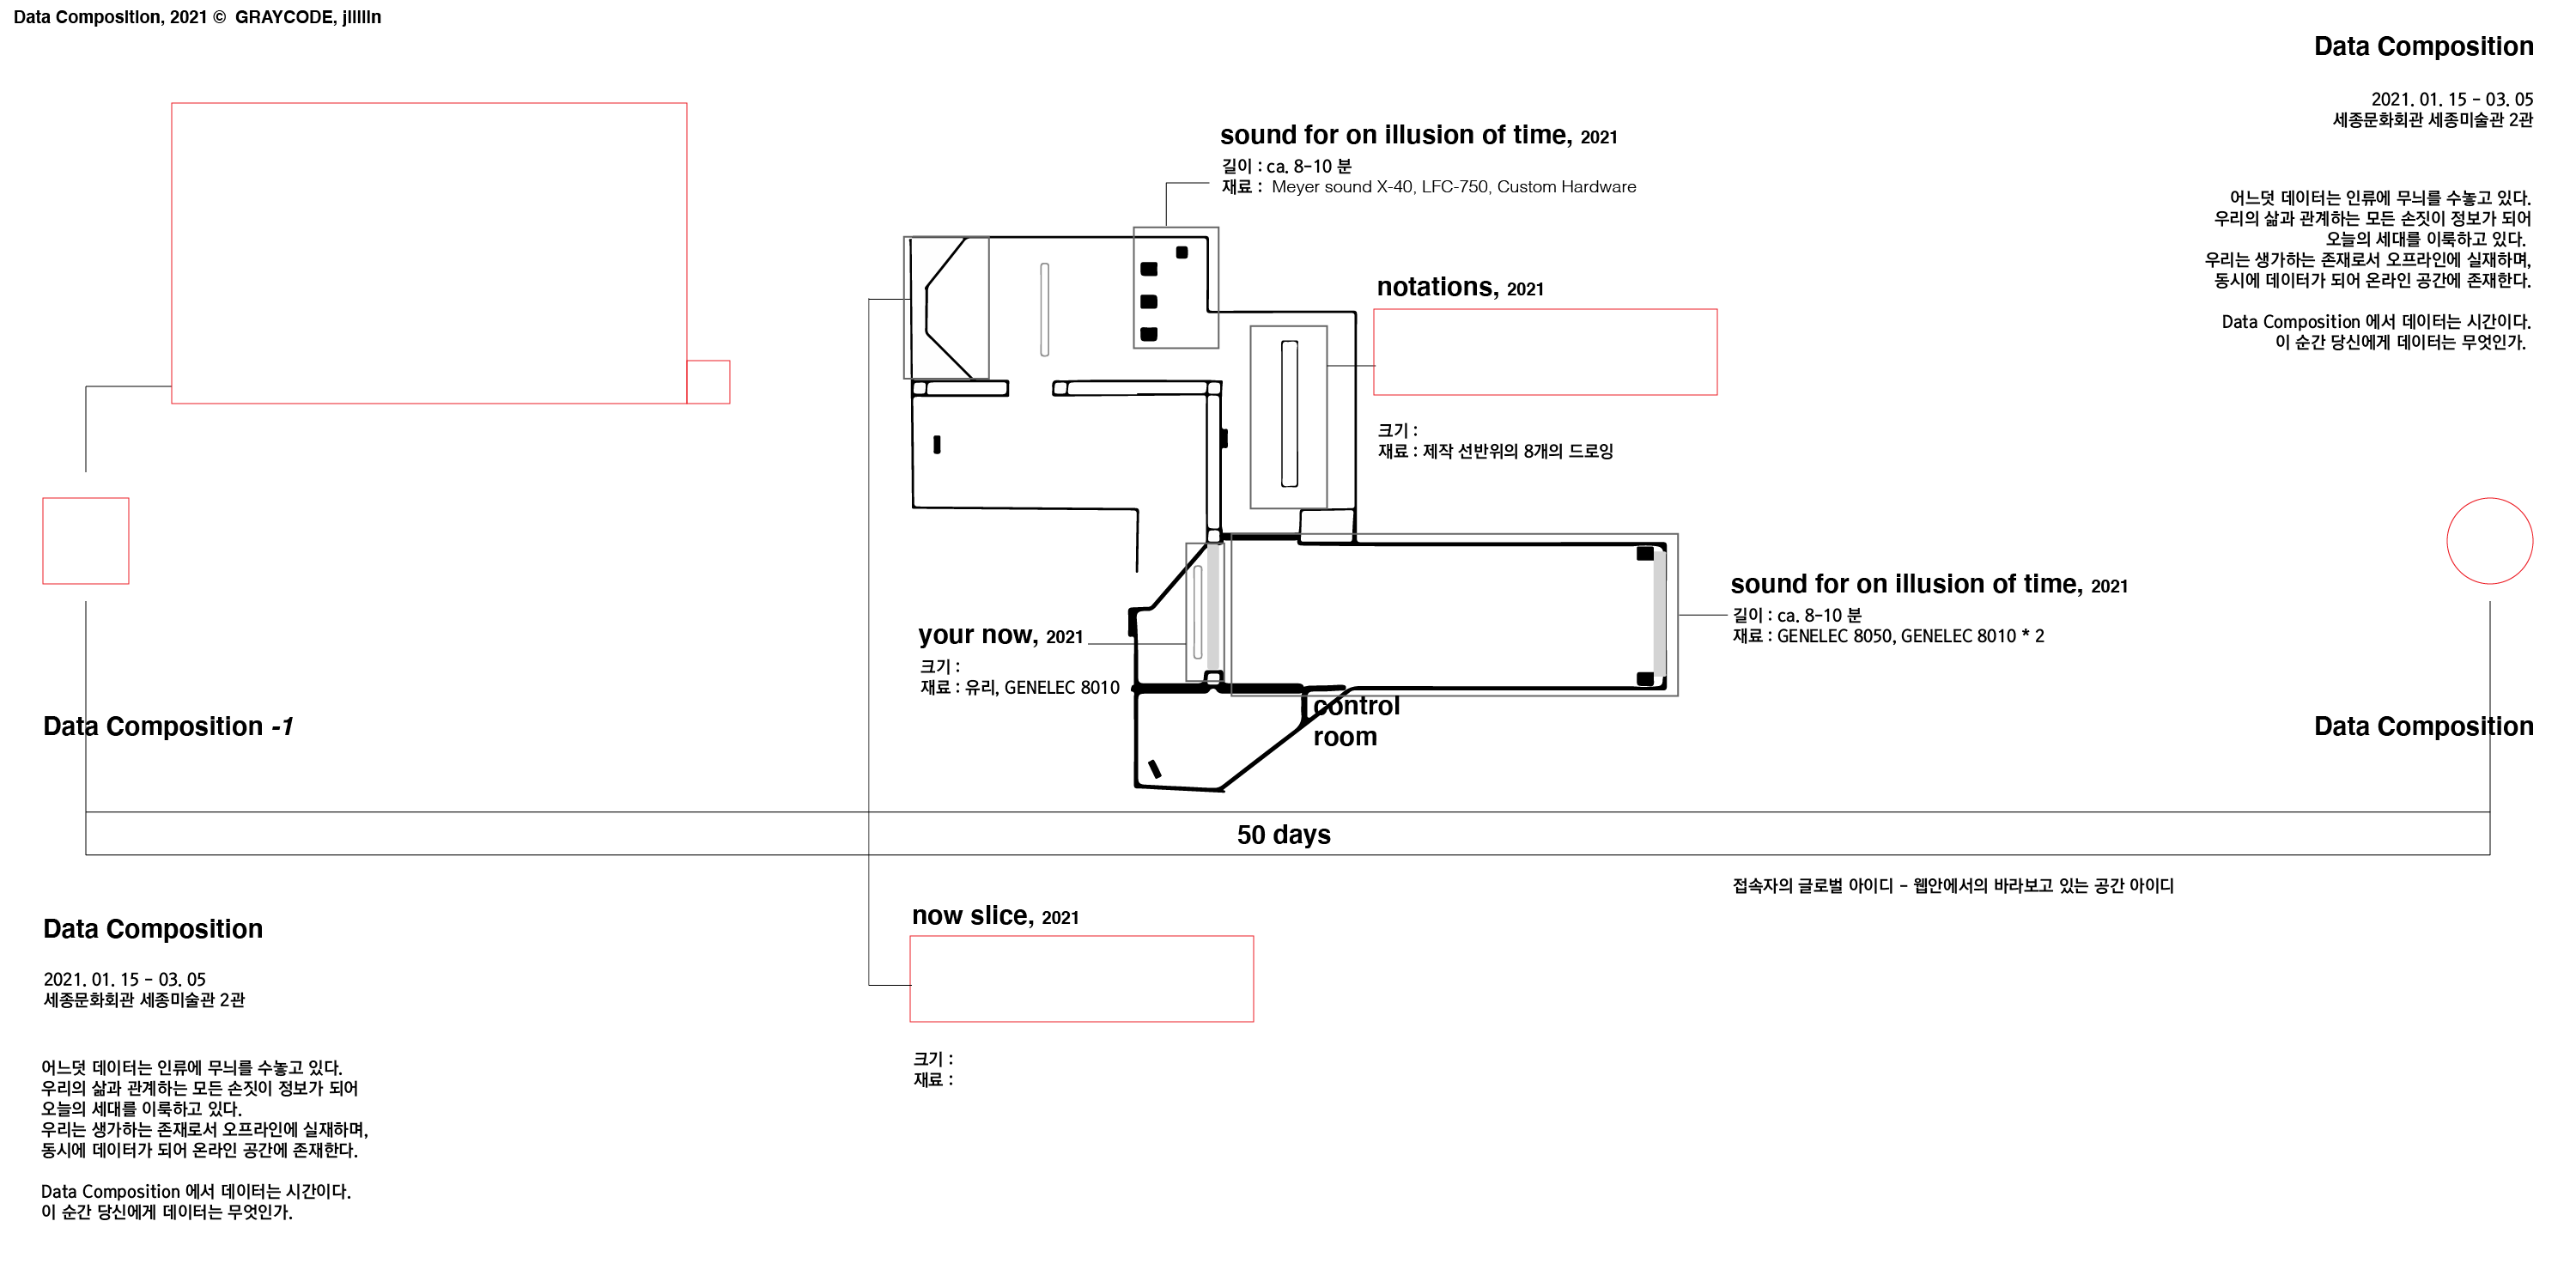 Data Composition, 2021 © GRAYCODE, jiiiiin
Data Composition
2021. 01. 15 - 03. 05
세종문화회관 세종미술관 2관
어느덧 데이터는 인류에 무늬를 수놓고 있다.
우리의 삶과 관계하는 모든 손짓이 정보가 되어
오늘의 세대를 이룩하고 있다.
우리는 생가하는 존재로서 오프라인에 실재하며,
동시에 데이터가 되어 온라인 공간에 존재한다.
Data Composition 에서 데이터는 시간이다.
이 순간 당신에게 데이터는 무엇인가.
sound for on illusion of time, 2021
길이 : ca. 8-10 분
재료 : Meyer sound X-40, LFC-750, Custom Hardware
notations, 2021
크기 :
재료 : 제작 선반위의 8개의 드로잉
sound for on illusion of time, 2021
길이 : ca. 8-10 분
재료 : GENELEC 8050, GENELEC 8010 * 2
your now, 2021
크기 :
재료 : 유리, GENELEC 8010
control
room
Data Composition -1
Data Composition
50 days
접속자의 글로벌 아이디 - 웹안에서의 바라보고 있는 공간 아이디
now slice, 2021
크기 :
재료 :
Data Composition
2021. 01. 15 - 03. 05
세종문화회관 세종미술관 2관
어느덧 데이터는 인류에 무늬를 수놓고 있다.
우리의 삶과 관계하는 모든 손짓이 정보가 되어
오늘의 세대를 이룩하고 있다.
우리는 생가하는 존재로서 오프라인에 실재하며,
동시에 데이터가 되어 온라인 공간에 존재한다.
Data Composition 에서 데이터는 시간이다.
이 순간 당신에게 데이터는 무엇인가.